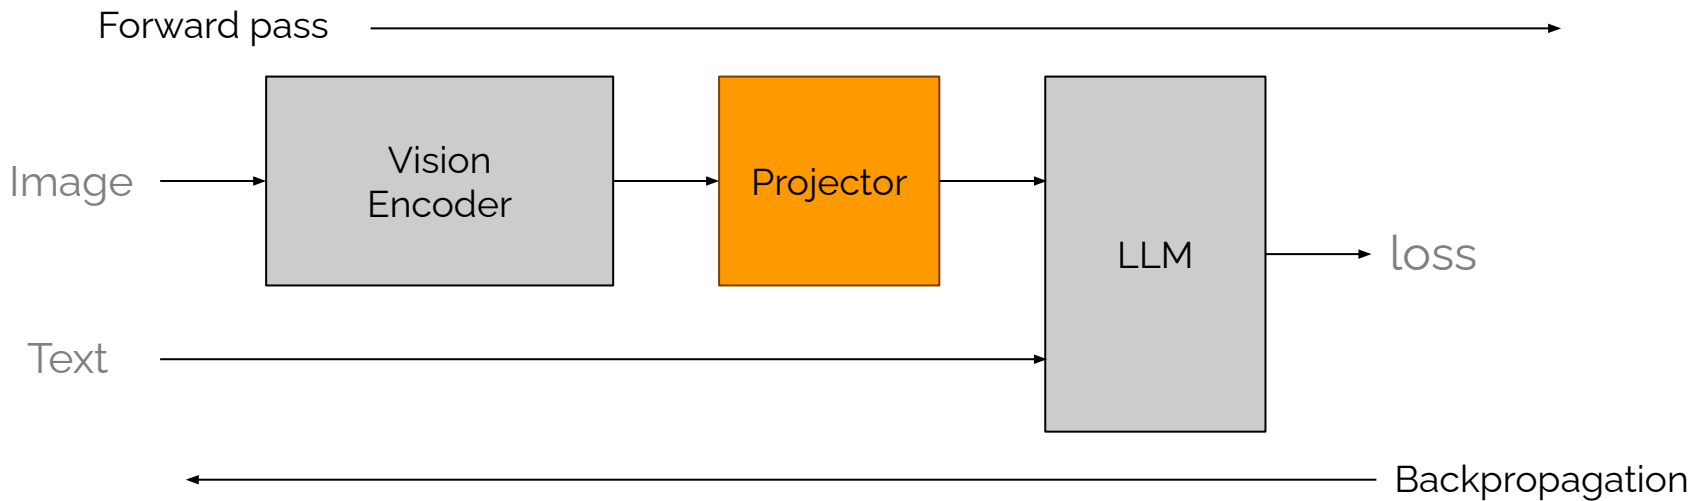 Forward pass
Image
Vision
Encoder
Projector
LLM
loss
Text
Backpropagation